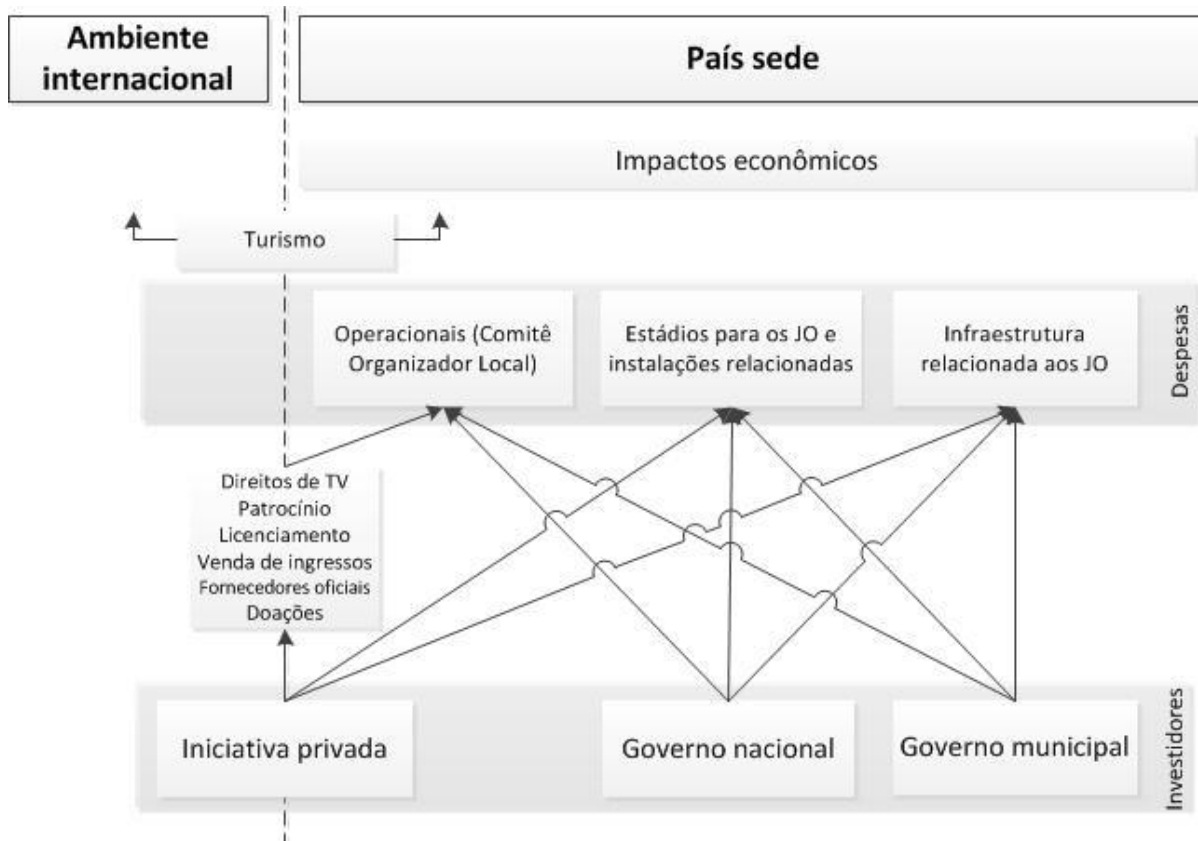 Ambiente
internacional
País sede
Impactos econômicos
Turismo
Operacionais (Comitê
Organizador Local)
Estádios para os JO e
instalações relacionadas
Infraestrutura
relacionada aos JO
Despesas
Direitos de TV
Patrocínio
Licenciamento
Venda de ingressos
Fornecedores oficiais
Doações
Iniciativa privada
Governo nacional
Governo municipal
Investidores